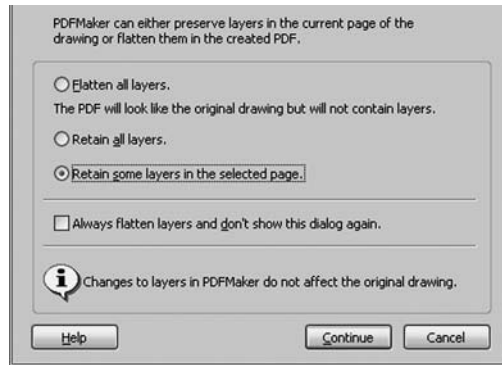 PDFMaker can either preserve layers in the current page of the
drawing or flatten them in the created PDF.
Flatten all layers.
The PDF will look like the original drawing but will not contain layers.
Retain all layers.
Retain some layers in the selected page.
Always flatten layers and don't show this dialog again.
Changes to layers in PDFMaker do not affect the original drawing.
Help
Continue
Cancel